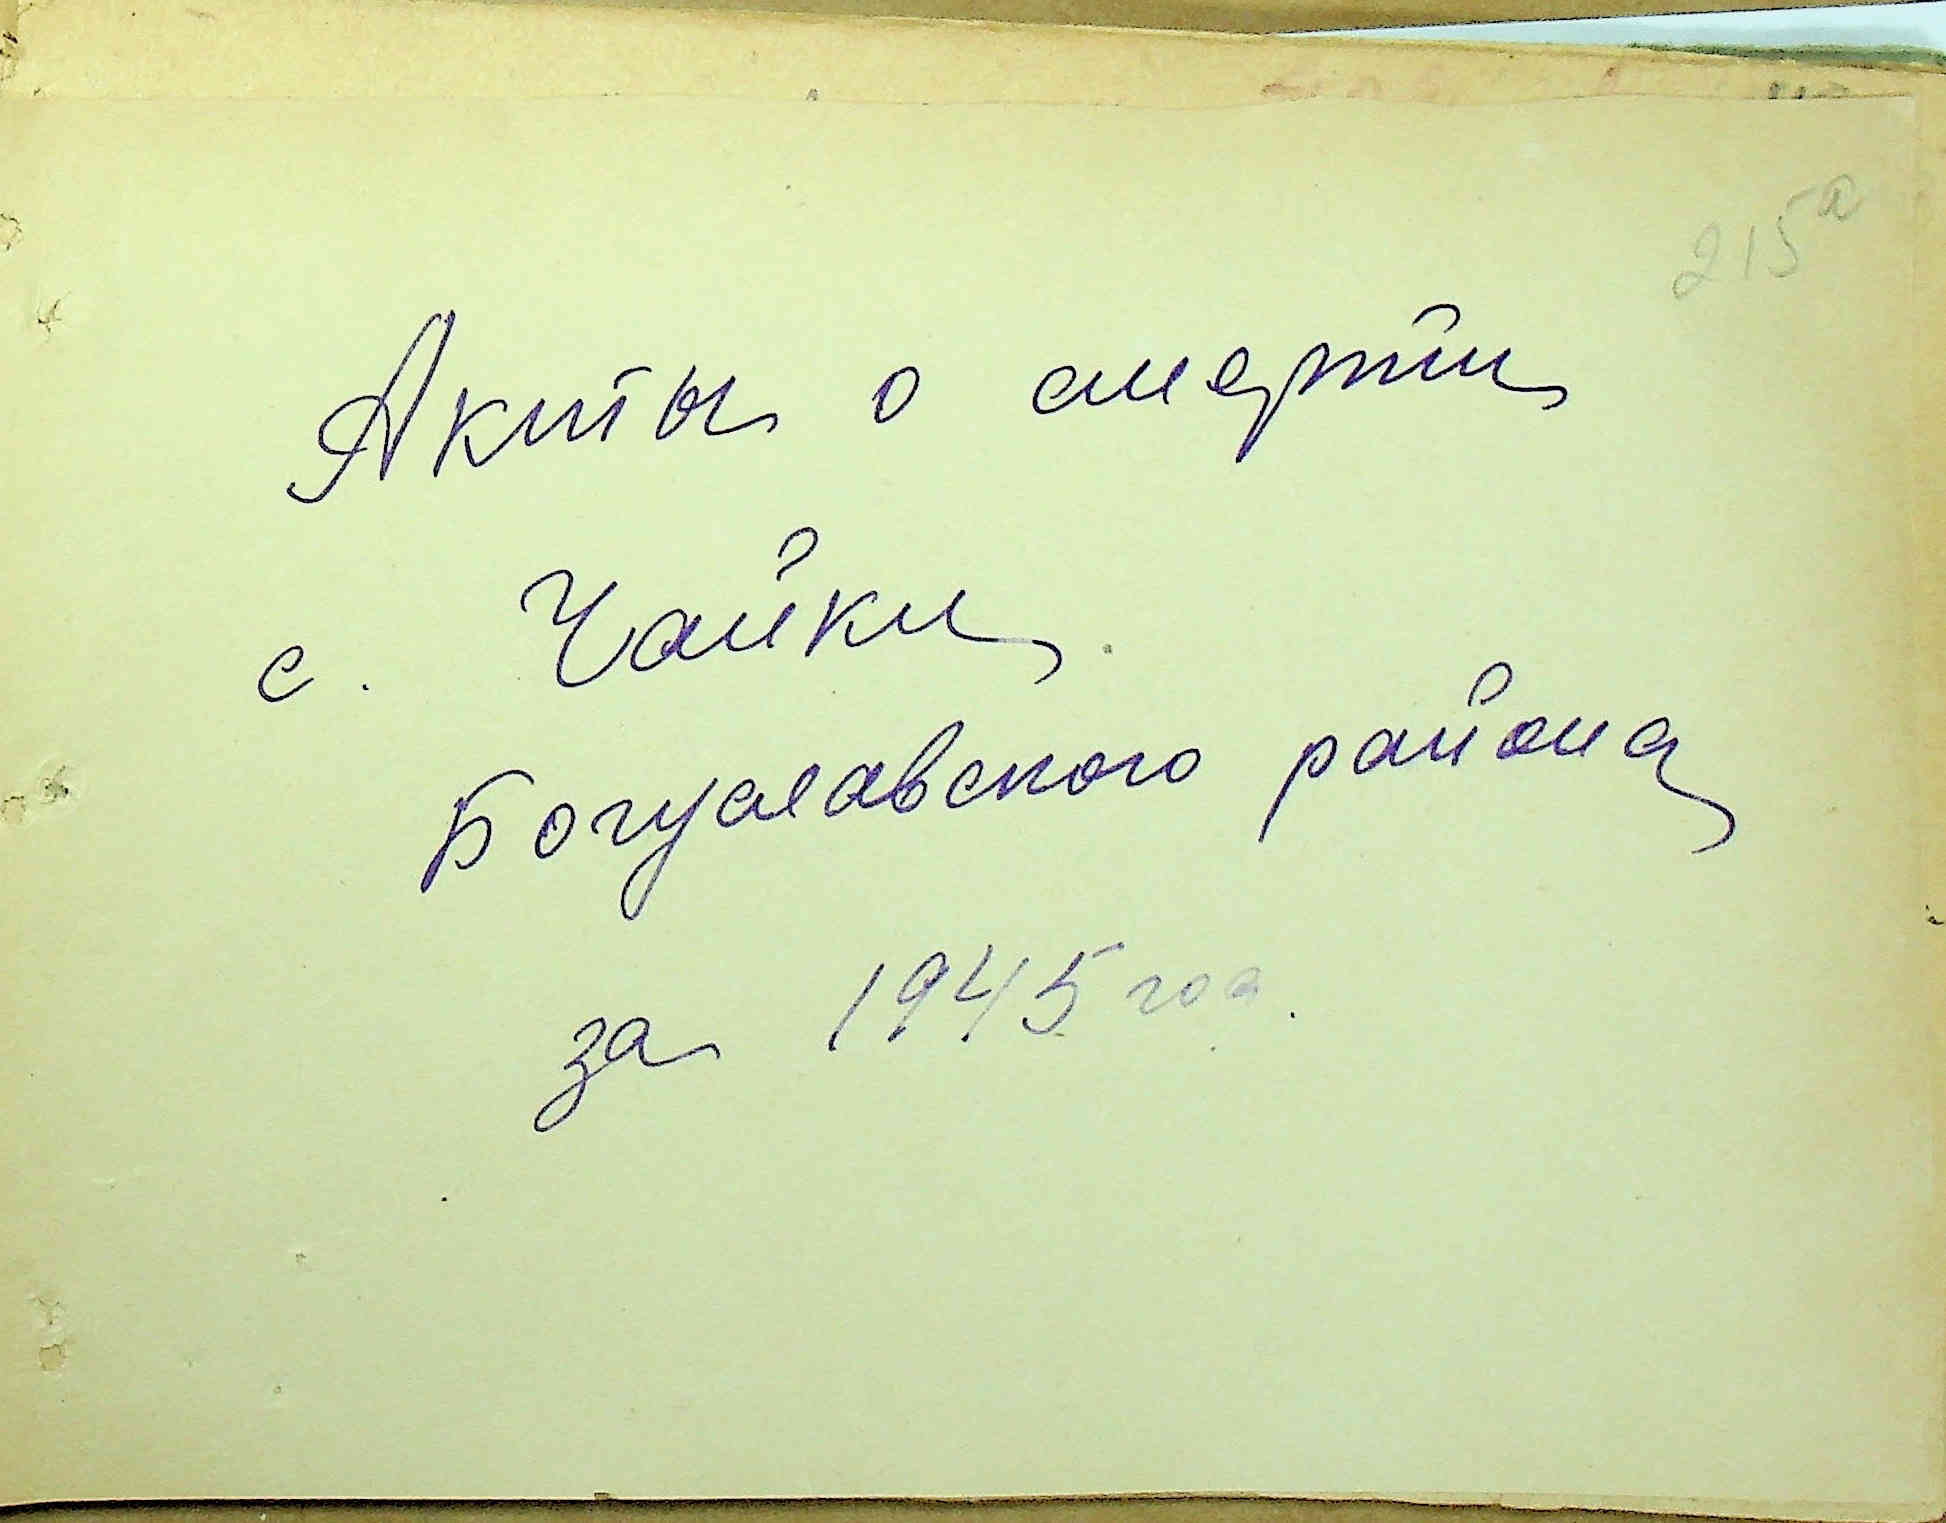 215а
Акты о смерти
с. Чайки.
Богуславского района
за 1945 год.